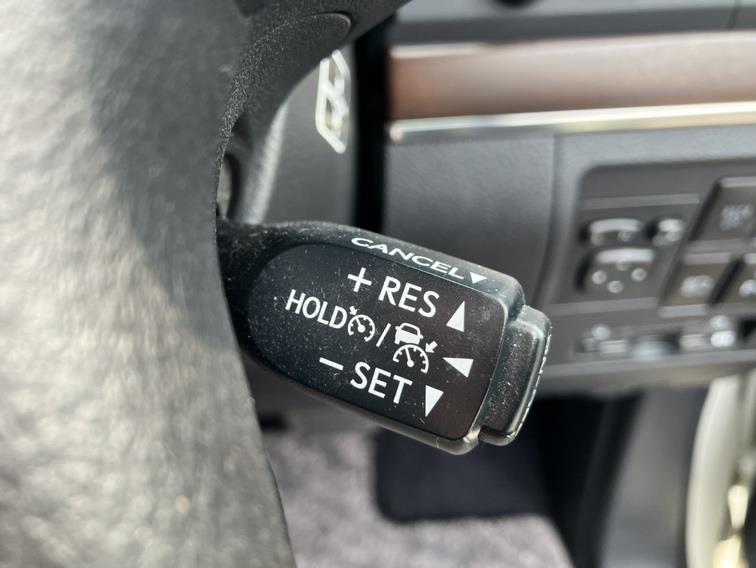 CANCEL▼
+ RES ▲
HOLD / ◀
− SET ▼